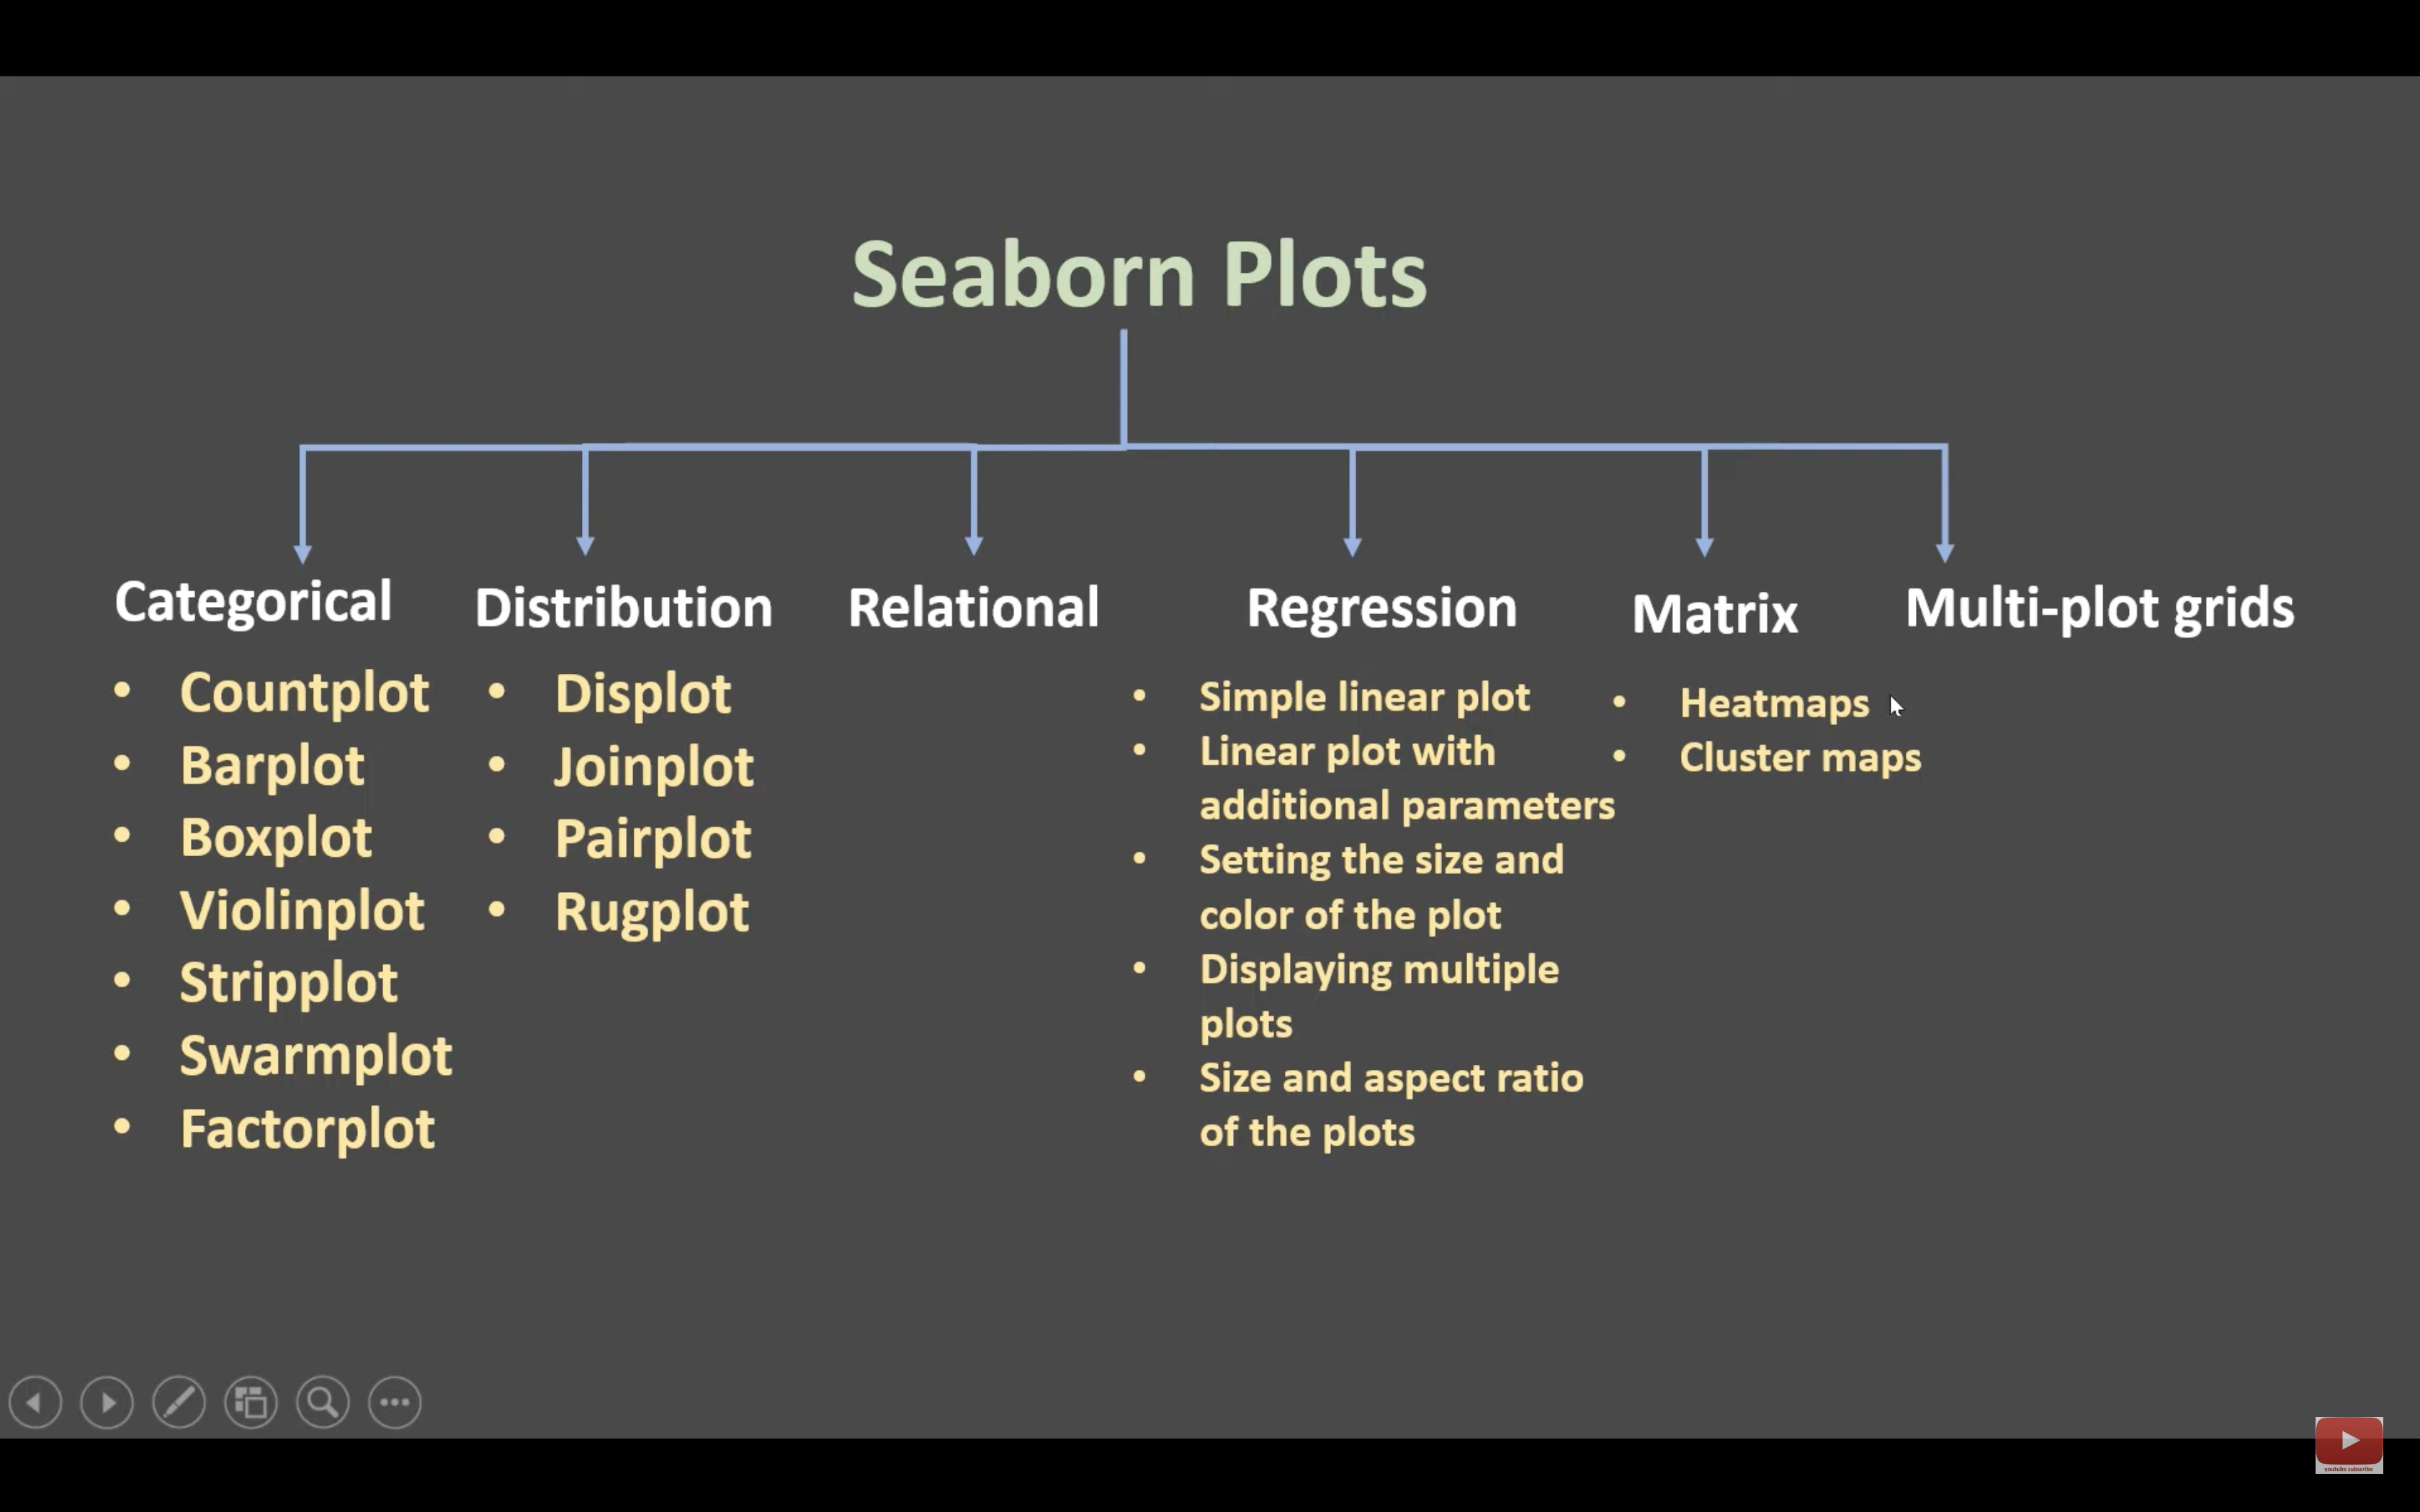 Seaborn Plots
Categorical
• Countplot
• Barplot
• Boxplot
• Violinplot
• Stripplot
• Swarmplot
• Factorplot
Distribution
• Displot
• Joinplot
• Pairplot
• Rugplot
Relational
Regression
• Simple linear plot
• Linear plot with
additional parameters
• Setting the size and
color of the plot
• Displaying multiple
plots
• Size and aspect ratio
of the plots
Matrix
• Heatmaps
• Cluster maps
Multi-plot grids
youtube subscribe